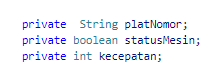 private  String platNomor;
private boolean statusMesin;
private int kecepatan;